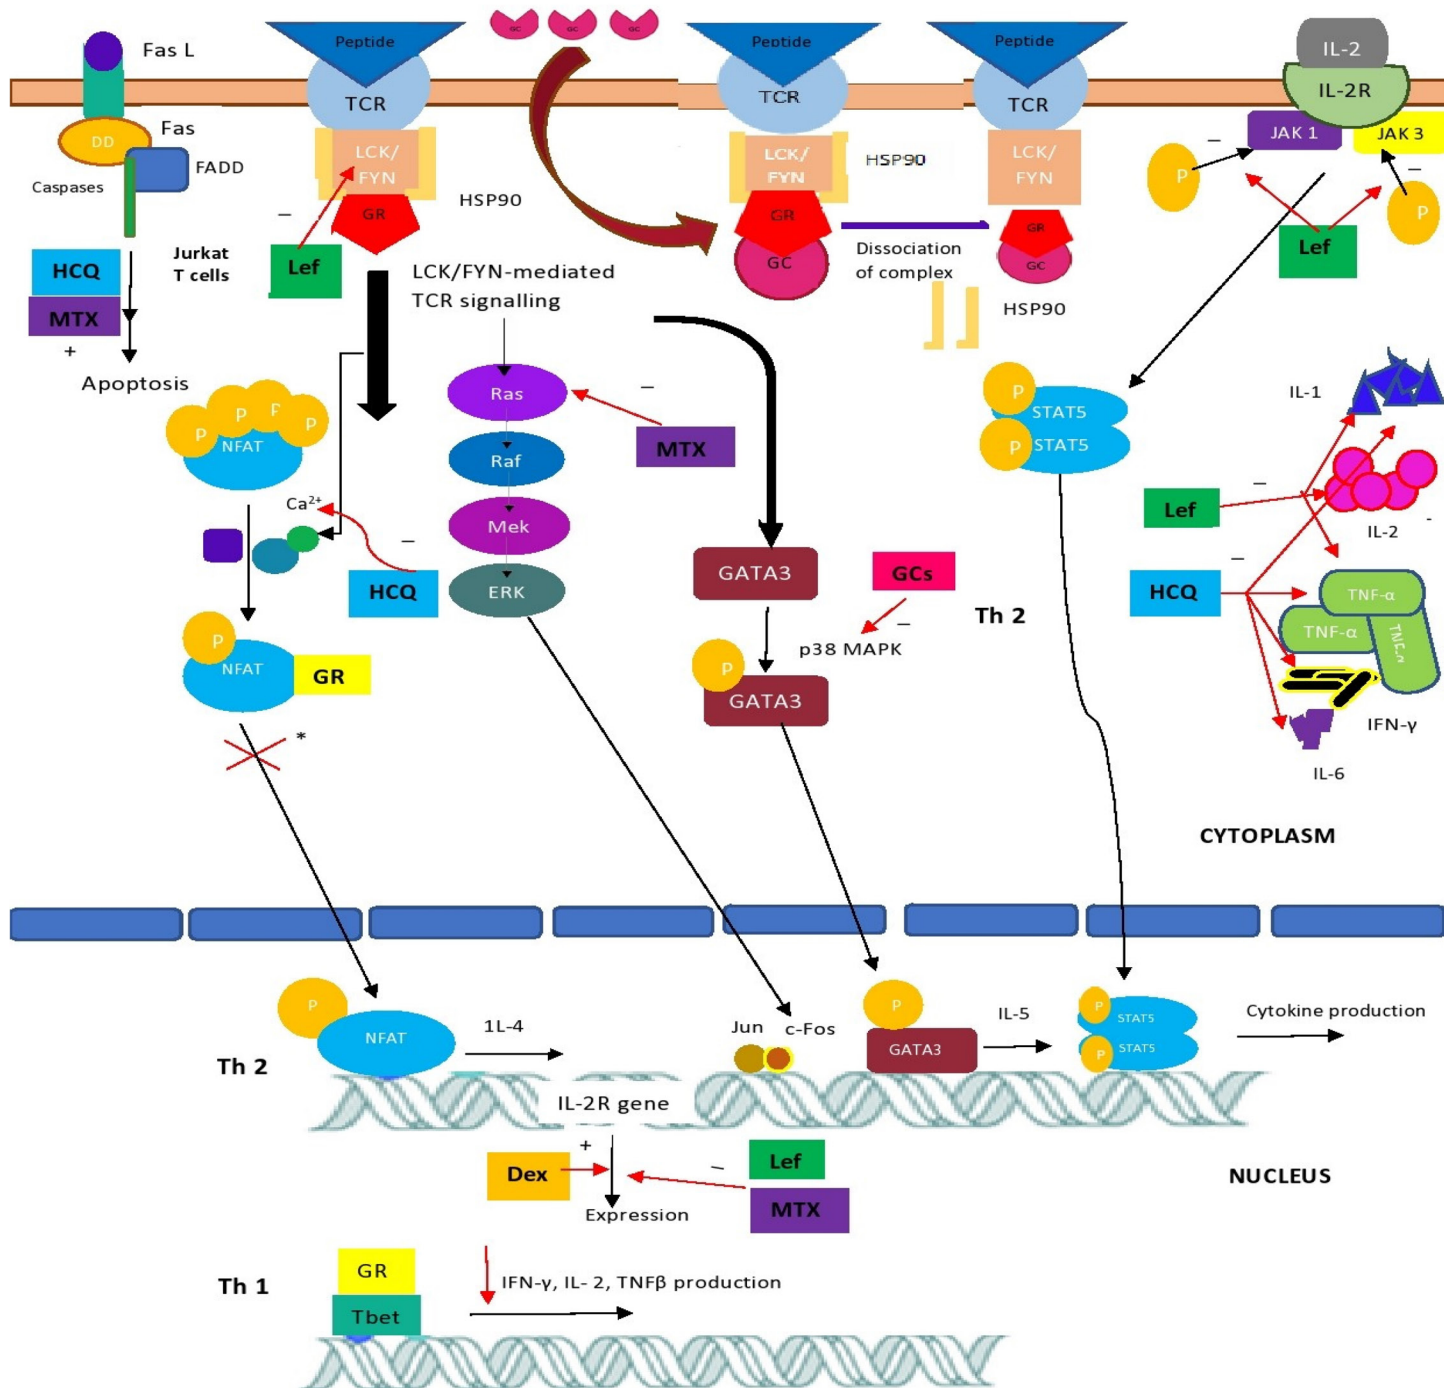 Fas L
Peptide
GC
GC
GC
Peptide
Peptide
IL-2
TCR
TCR
TCR
IL-2R
DD
Fas
FADD
Caspases
LCK/
FYN
HSP90
LCK/
FYN
HSP90
LCK/
FYN
JAK 1
JAK 3
P
–
–
P
GR
–
Lef
Jurkat
T cells
HCQ
MTX
+
Apoptosis
LCK/FYN-mediated
TCR signalling
GR
GC
Dissociation
of complex
GR
GC
HSP90
Lef
P
P
P
P
NFAT
Ras
–
MTX
Raf
Mek
ERK
Ca2+
–
HCQ
P
STAT5
P
STAT5
IL-1
Lef
–
IL-2
-
HCQ
–
TNF-α
TNF-α
TNF-α
IFN-γ
IL-6
GATA3
GCs
–
p38 MAPK
P
GATA3
Th 2
P
NFAT
GR
*
CYTOPLASM
P
NFAT
1L-4
Th 2
Jun
c-Fos
P
GATA3
IL-5
P
STAT5
P
STAT5
Cytokine production
IL-2R gene
+
Dex
–
Lef
MTX
Expression
NUCLEUS
Th 1
GR
Tbet
IFN-γ, IL- 2, TNFβ production